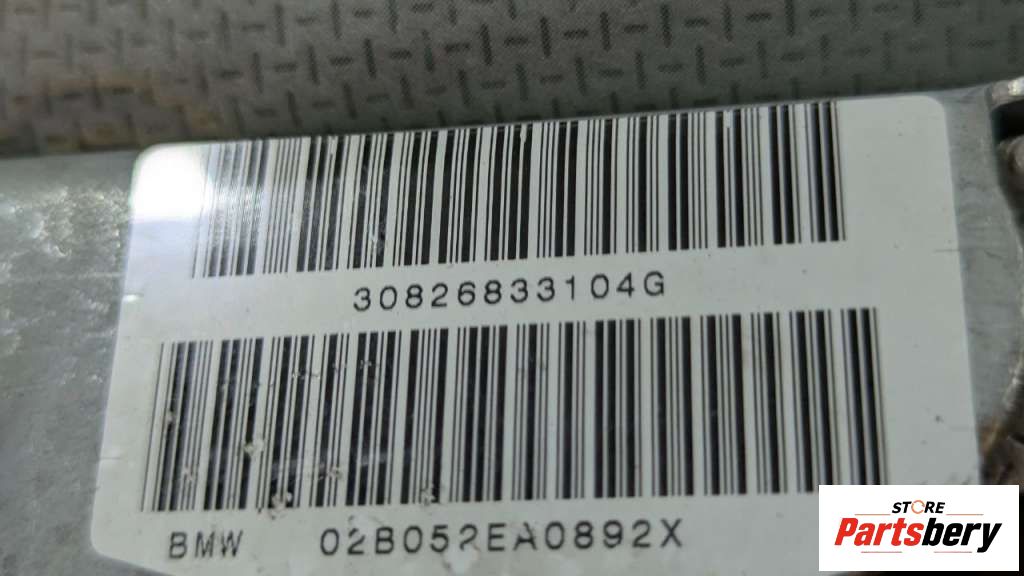 30826833104G
BMW 02B052EA0892X
STORE
Partsbery